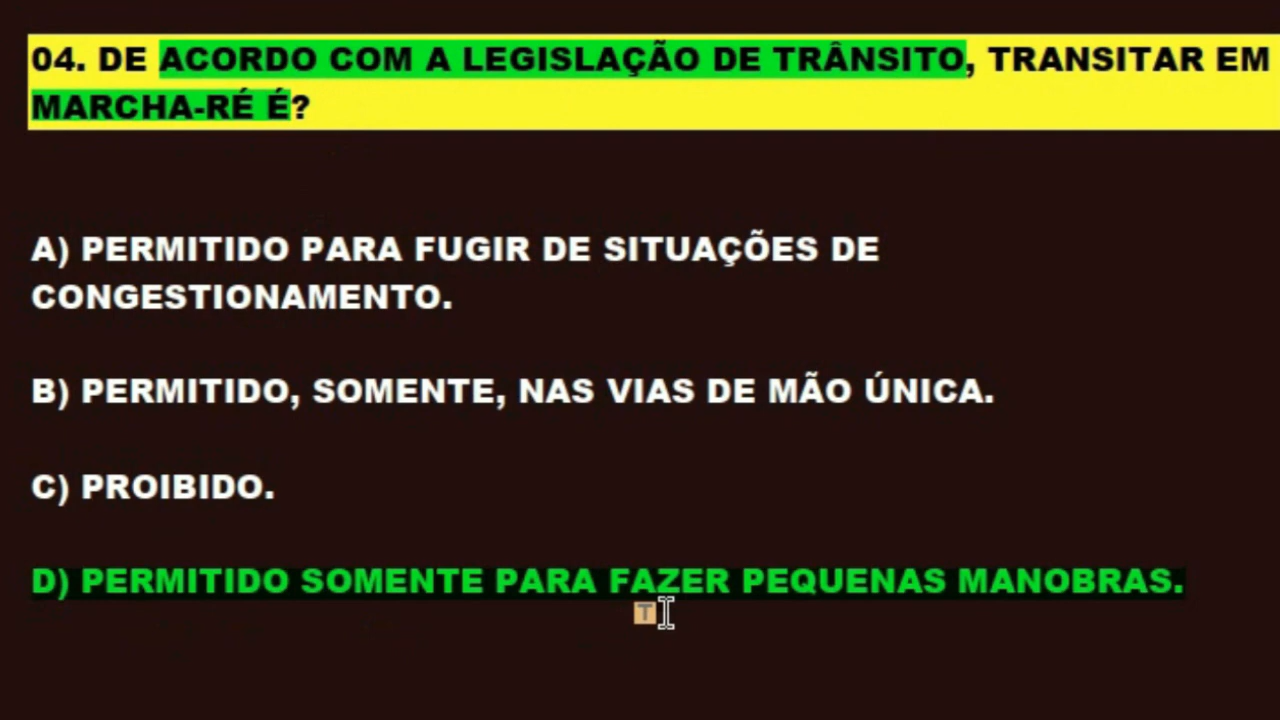 04. DE ACORDO COM A LEGISLAÇÃO DE TRÂNSITO, TRANSITAR EM
MARCHA-RÉ É?
A) PERMITIDO PARA FUGIR DE SITUAÇÕES DE
CONGESTIONAMENTO.
B) PERMITIDO, SOMENTE, NAS VIAS DE MÃO ÚNICA.
C) PROIBIDO.
D) PERMITIDO SOMENTE PARA FAZER PEQUENAS MANOBRAS.
T